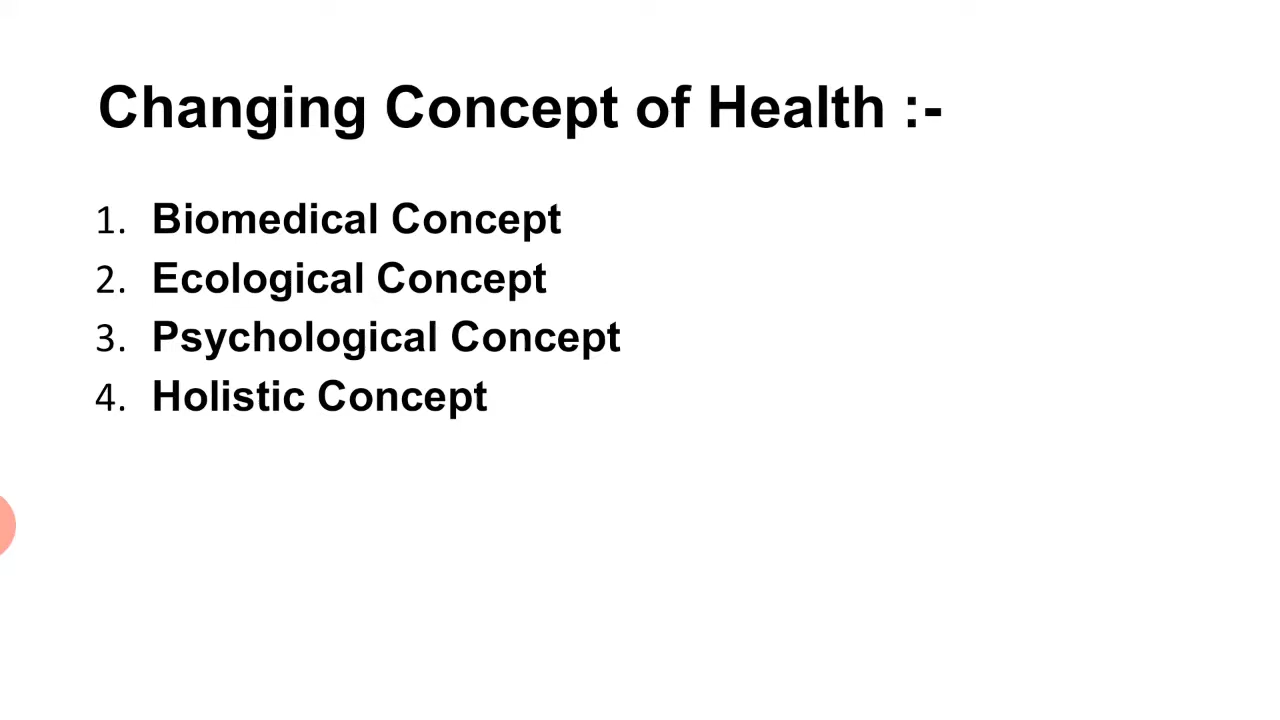 Changing Concept of Health :-
1. Biomedical Concept
2. Ecological Concept
3. Psychological Concept
4. Holistic Concept